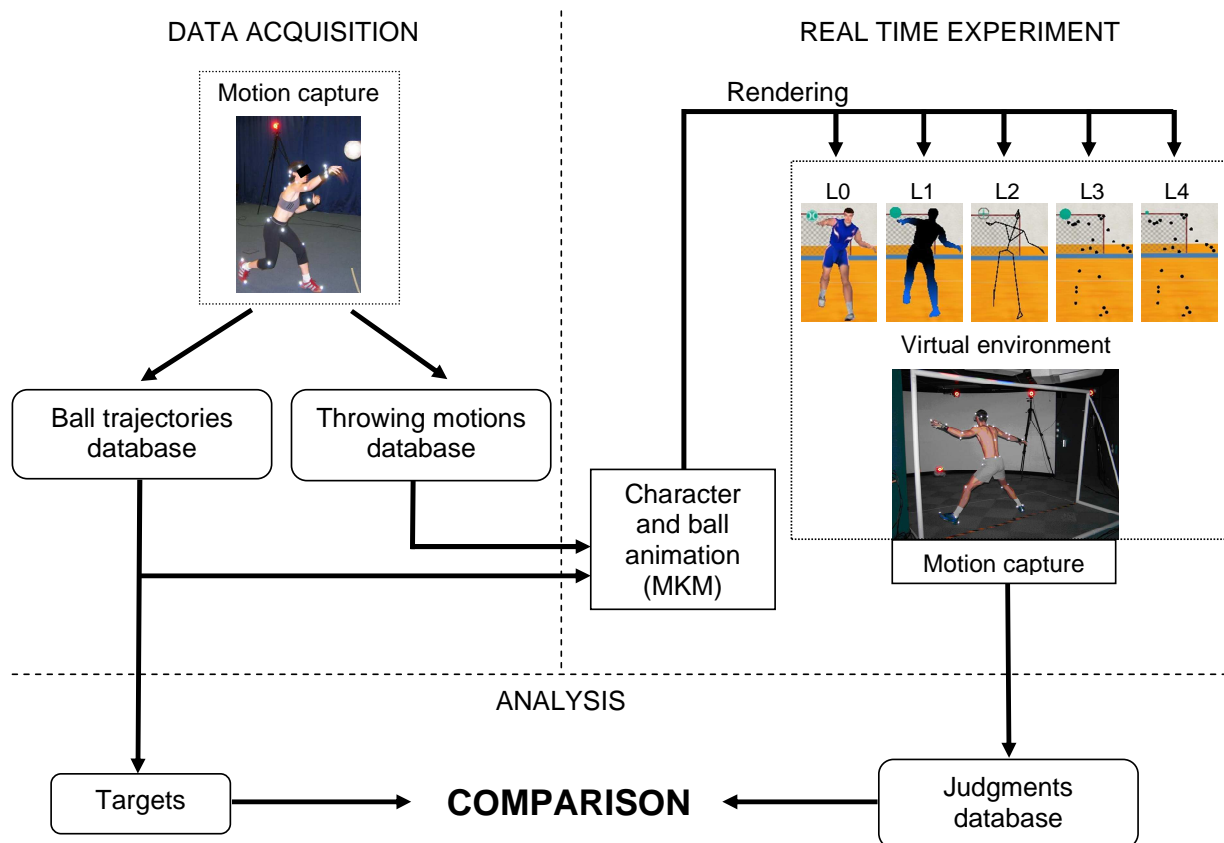 DATA ACQUISITION
Motion capture
Ball trajectories
database
Throwing motions
database
REAL TIME EXPERIMENT
Rendering
L0
L1
L2
L3
L4
Virtual environment
Character
and ball
animation
(MKM)
Motion capture
ANALYSIS
Targets
COMPARISON
Judgments
database